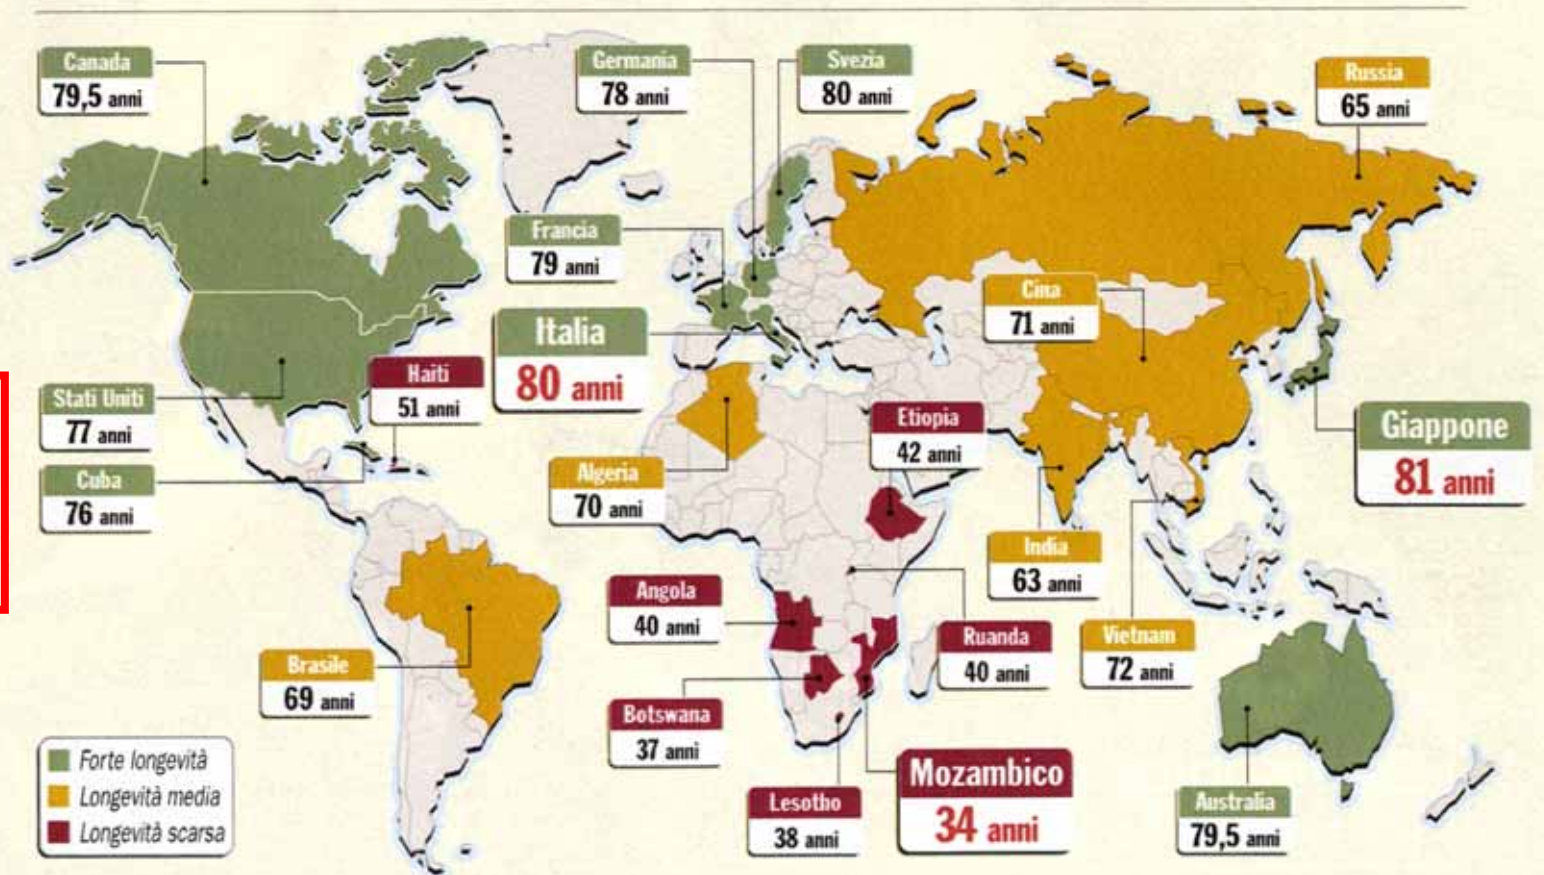 Canada
79,5 anni
Germania
78 anni
Svezia
80 anni
Russia
65 anni
Francia
79 anni
Cina
71 anni
Italia
80 anni
Haiti
51 anni
Stati Uniti
77 anni
Etiopia
42 anni
Giappone
81 anni
Cuba
76 anni
Algeria
70 anni
India
63 anni
Angola
40 anni
Ruanda
40 anni
Vietnam
72 anni
Brasile
69 anni
Botswana
37 anni
Mozambico
34 anni
Lesotho
38 anni
Australia
79,5 anni
Forte longevità
Longevità media
Longevità scarsa